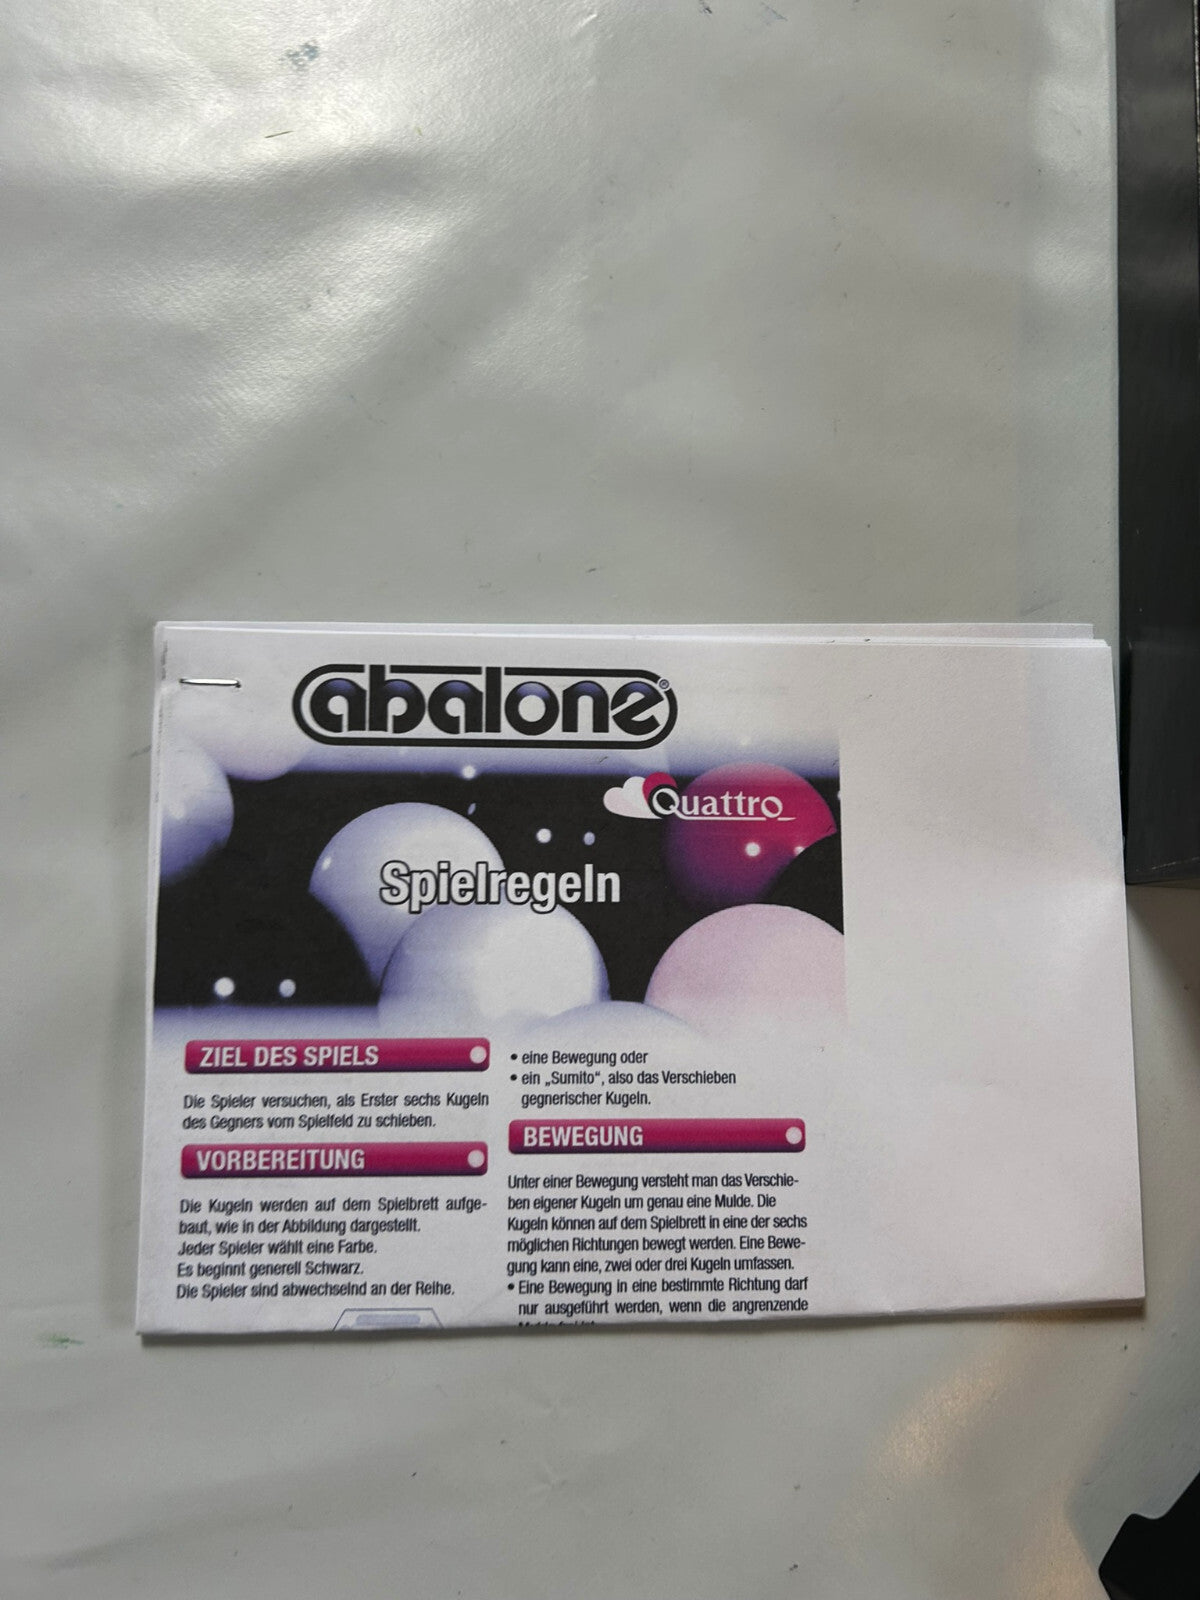 abalone®
Quattro
Spielregeln
ZIEL DES SPIELS
Die Spieler versuchen, als Erster sechs Kugeln
des Gegners vom Spielfeld zu schieben.
VORBEREITUNG
Die Kugeln werden auf dem Spielbrett aufge-
baut, wie in der Abbildung dargestellt.
Jeder Spieler wählt eine Farbe.
Es beginnt generell Schwarz.
Die Spieler sind abwechselnd an der Reihe.
• eine Bewegung oder
• ein „Sumito“, also das Verschieben
gegnerischer Kugeln.
BEWEGUNG
Unter einer Bewegung versteht man das Verschie-
ben eigener Kugeln um genau eine Mulde. Die
Kugeln können auf dem Spielbrett in eine der sechs
möglichen Richtungen bewegt werden. Eine Bewe-
gung kann eine, zwei oder drei Kugeln umfassen.
• Eine Bewegung in eine bestimmte Richtung darf
nur ausgeführt werden, wenn die angrenzende